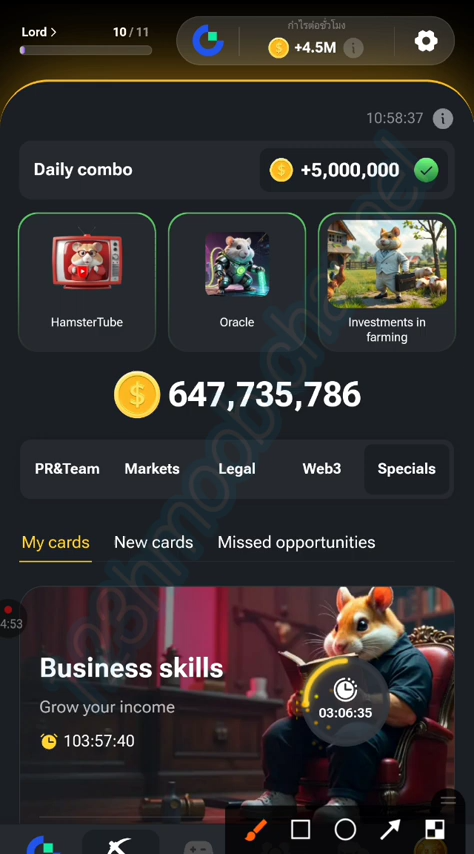 Lord >
10 / 11
กำไรต่อชั่วโมง
+4.5M
10:58:37
Daily combo
+5,000,000
HamsterTube
Oracle
Investments in
farming
647,735,786
PR&Team
Markets
Legal
Web3
Specials
My cards
New cards
Missed opportunities
4:53
Business skills
Grow your income
103:57:40
03:06:35